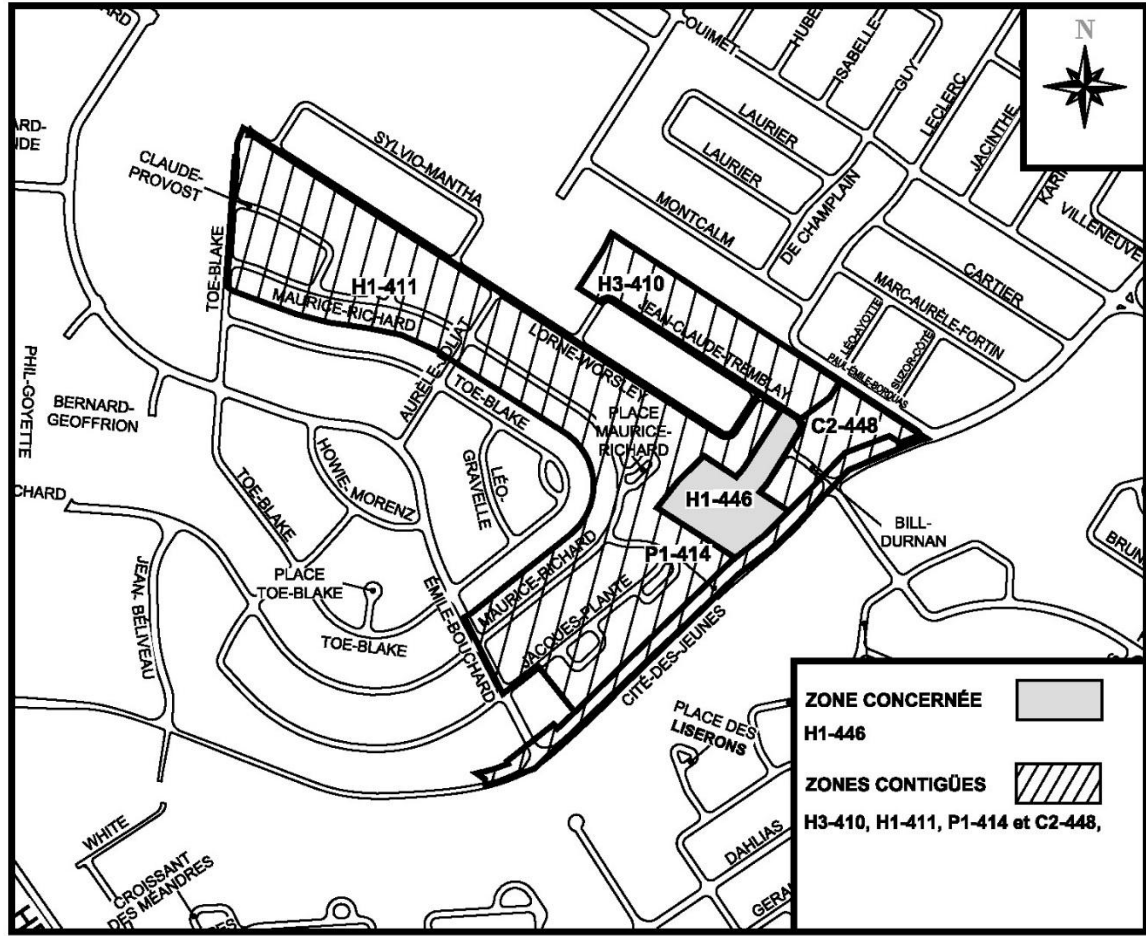 N
OUIMET
ISABELLE-
GUY
LECLERC
JACINTHE
VILLENEUVE
LAURIER
LAURIER
MONTCALM
DE CHAMPLAIN
CARTIER
MARC-AURÈLE-FORTIN
LÉO-AYOTTE
SUZOR-CÔTÉ
PAUL-ÉMILE-BORDUAS
SYLVIO-MANTHA
CLAUDE-
PROVOST
TOE-BLAKE
H1-411
MAURICE-RICHARD
H3-410
JEAN-CLAUDE-TREMBLAY
LORNE-WORSLEY
AURÈLE-JOLIAT
TOE-BLAKE
PLACE
MAURICE-
RICHARD
C2-448
H1-446
P1-414
BILL-
DURNAN
PHIL-GOYETTE
BERNARD-
GEOFFRION
HOWIE- MORENZ
LÉO-
GRAVELLE
TOE-BLAKE
PLACE
TOE-BLAKE
TOE-BLAKE
JEAN- BÉLIVEAU
ÉMILE-BOUCHARD
MAURICE-RICHARD
JACQUES-PLANTE
CITÉ-DES-JEUNES
PLACE DES
LISERONS
DAHLIAS
WHITE
CROISSANT
DES MÉANDRES
ZONE CONCERNÉE
H1-446
ZONES CONTIGÜES
H3-410, H1-411, P1-414 et C2-448,